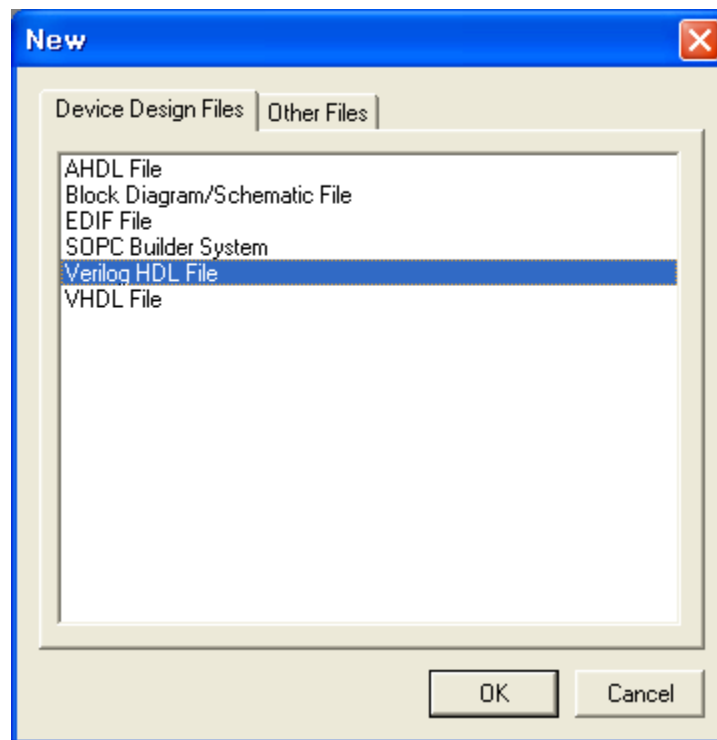 New
Device Design Files
Other Files
AHDL File
Block Diagram/Schematic File
EDIF File
SOPC Builder System
Verilog HDL File
VHDL File
OK
Cancel